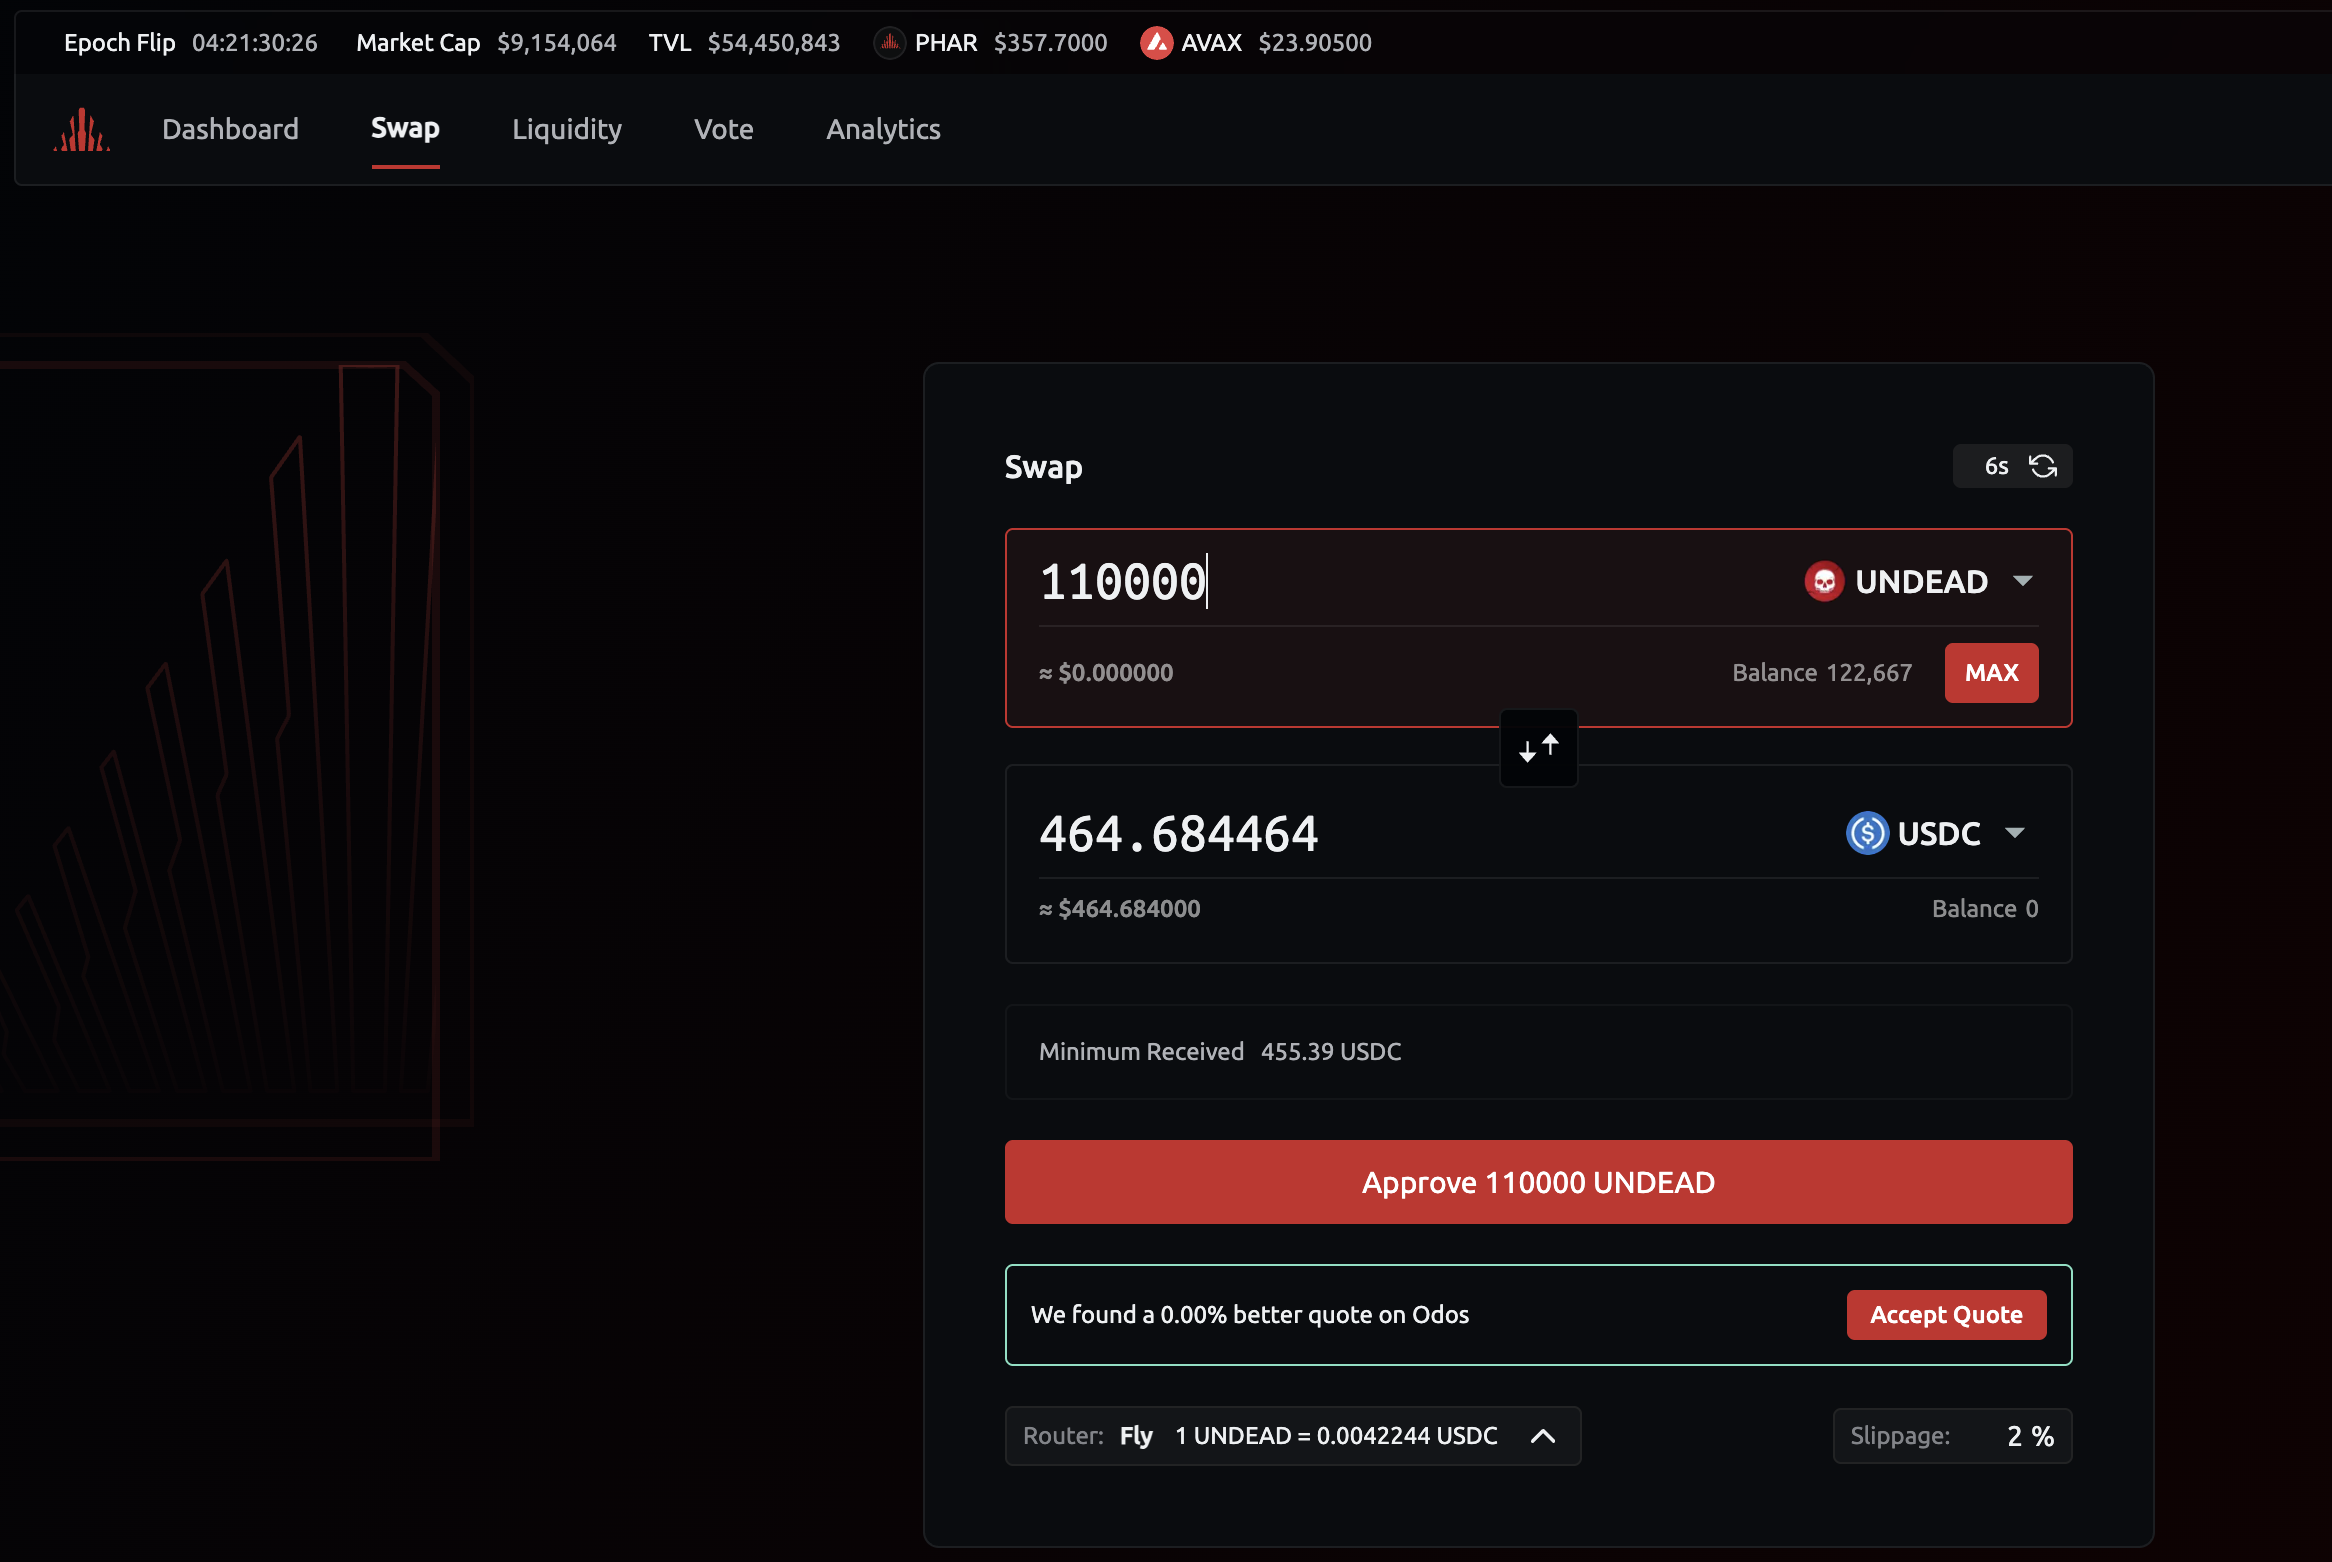 Epoch Flip 04:21:30:26 Market Cap $9,154,064 TVL $54,450,843 PHAR $357.7000 AVAX $23.90500
Dashboard Swap Liquidity Vote Analytics
Swap
6s
110000 UNDEAD
≈ $0.000000 Balance 122,667 MAX
464.684464 USDC
≈ $464.684000 Balance 0
Minimum Received 455.39 USDC
Approve 110000 UNDEAD
We found a 0.00% better quote on Odos Accept Quote
Router: Fly 1 UNDEAD = 0.0042244 USDC Slippage: 2 %